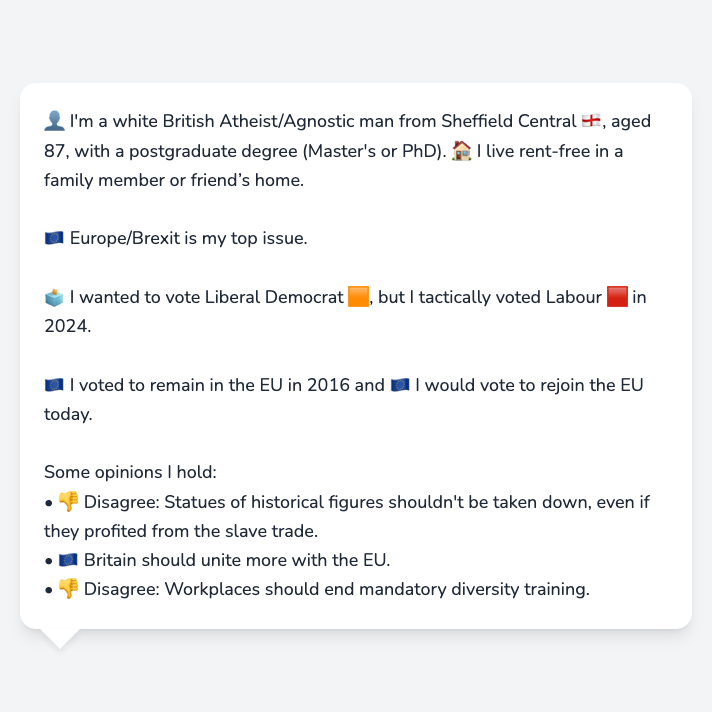 👤 I'm a white British Atheist/Agnostic man from Sheffield Central 🏴󠁧󠁢󠁥󠁮󠁧󠁿, aged
87, with a postgraduate degree (Master's or PhD). 🏠 I live rent-free in a
family member or friend’s home.
🇪🇺 Europe/Brexit is my top issue.
🗳️ I wanted to vote Liberal Democrat 🟧, but I tactically voted Labour 🟥 in
2024.
🇪🇺 I voted to remain in the EU in 2016 and 🇪🇺 I would vote to rejoin the EU
today.
Some opinions I hold:
• 👎 Disagree: Statues of historical figures shouldn't be taken down, even if
they profited from the slave trade.
• 🇪🇺 Britain should unite more with the EU.
• 👎 Disagree: Workplaces should end mandatory diversity training.